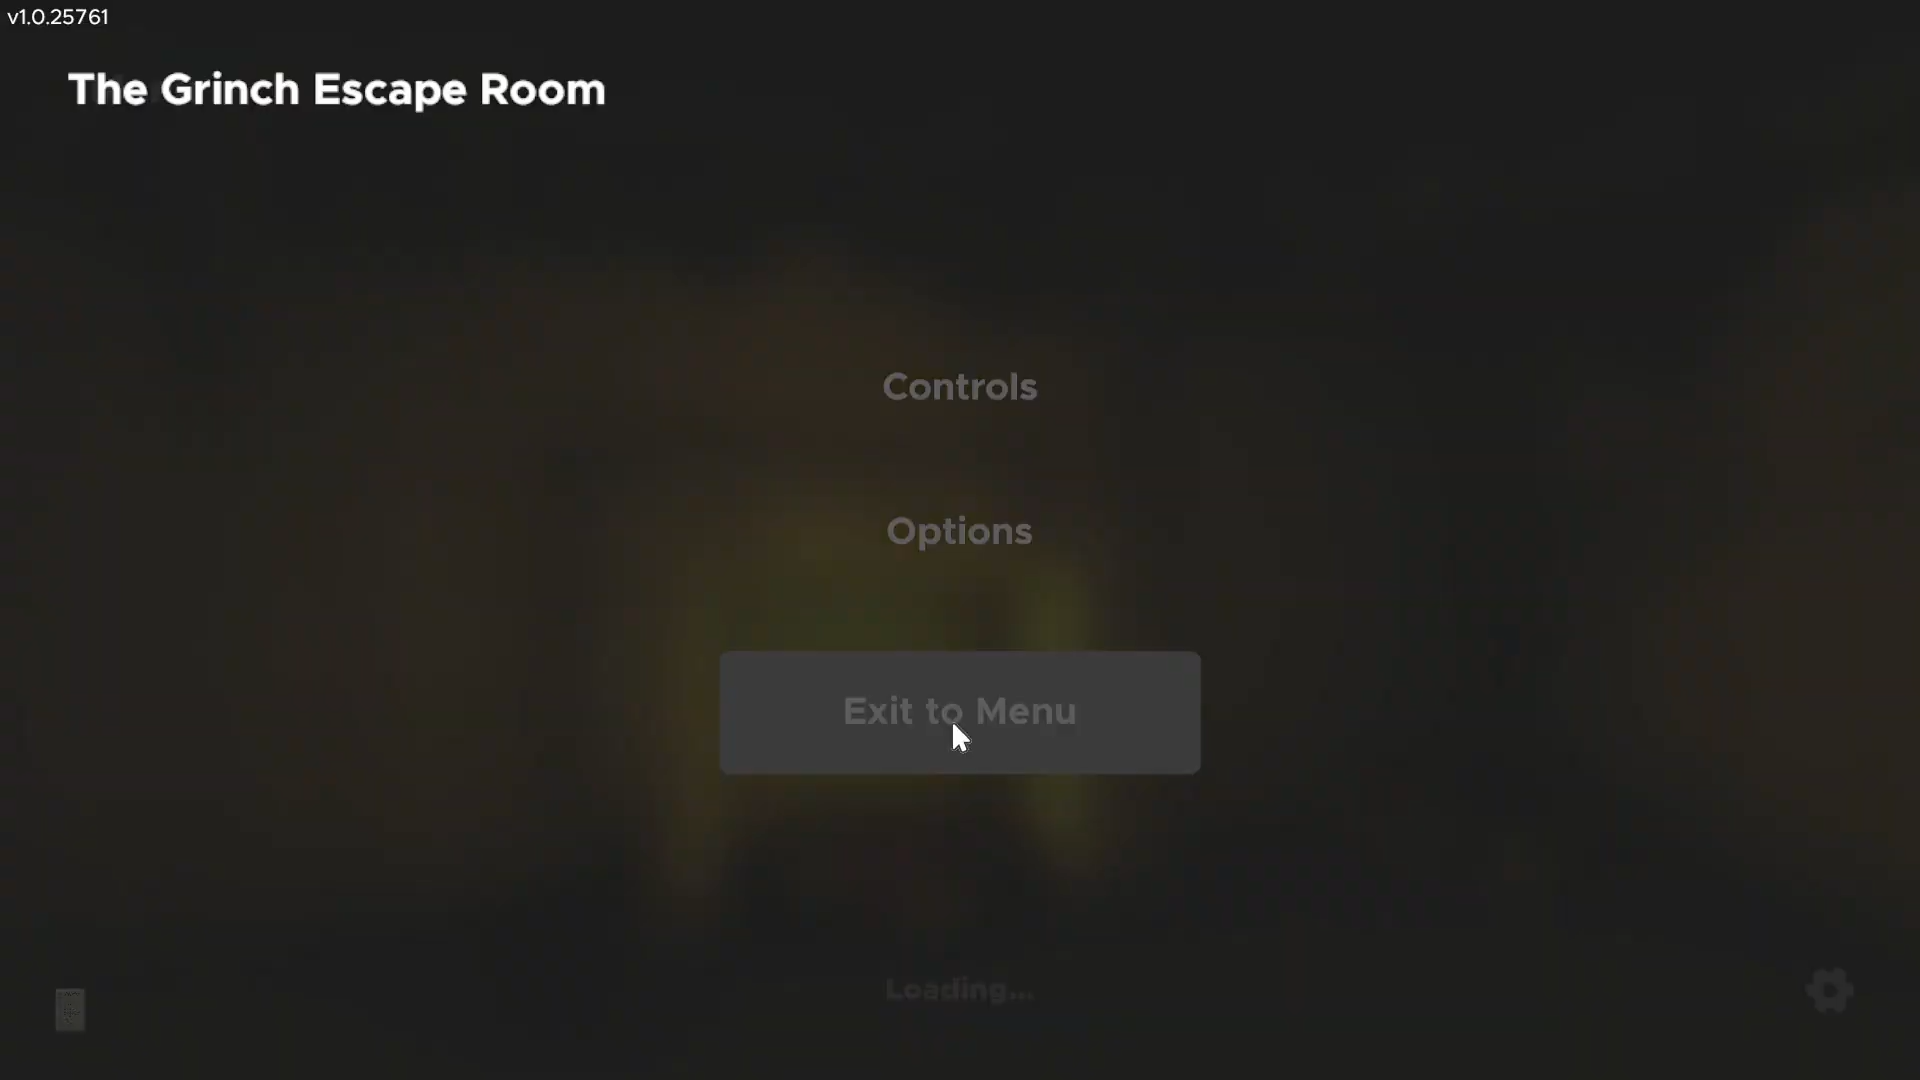 v1.0.25761
The Grinch Escape Room
Controls
Options
Exit to Menu
Loading...